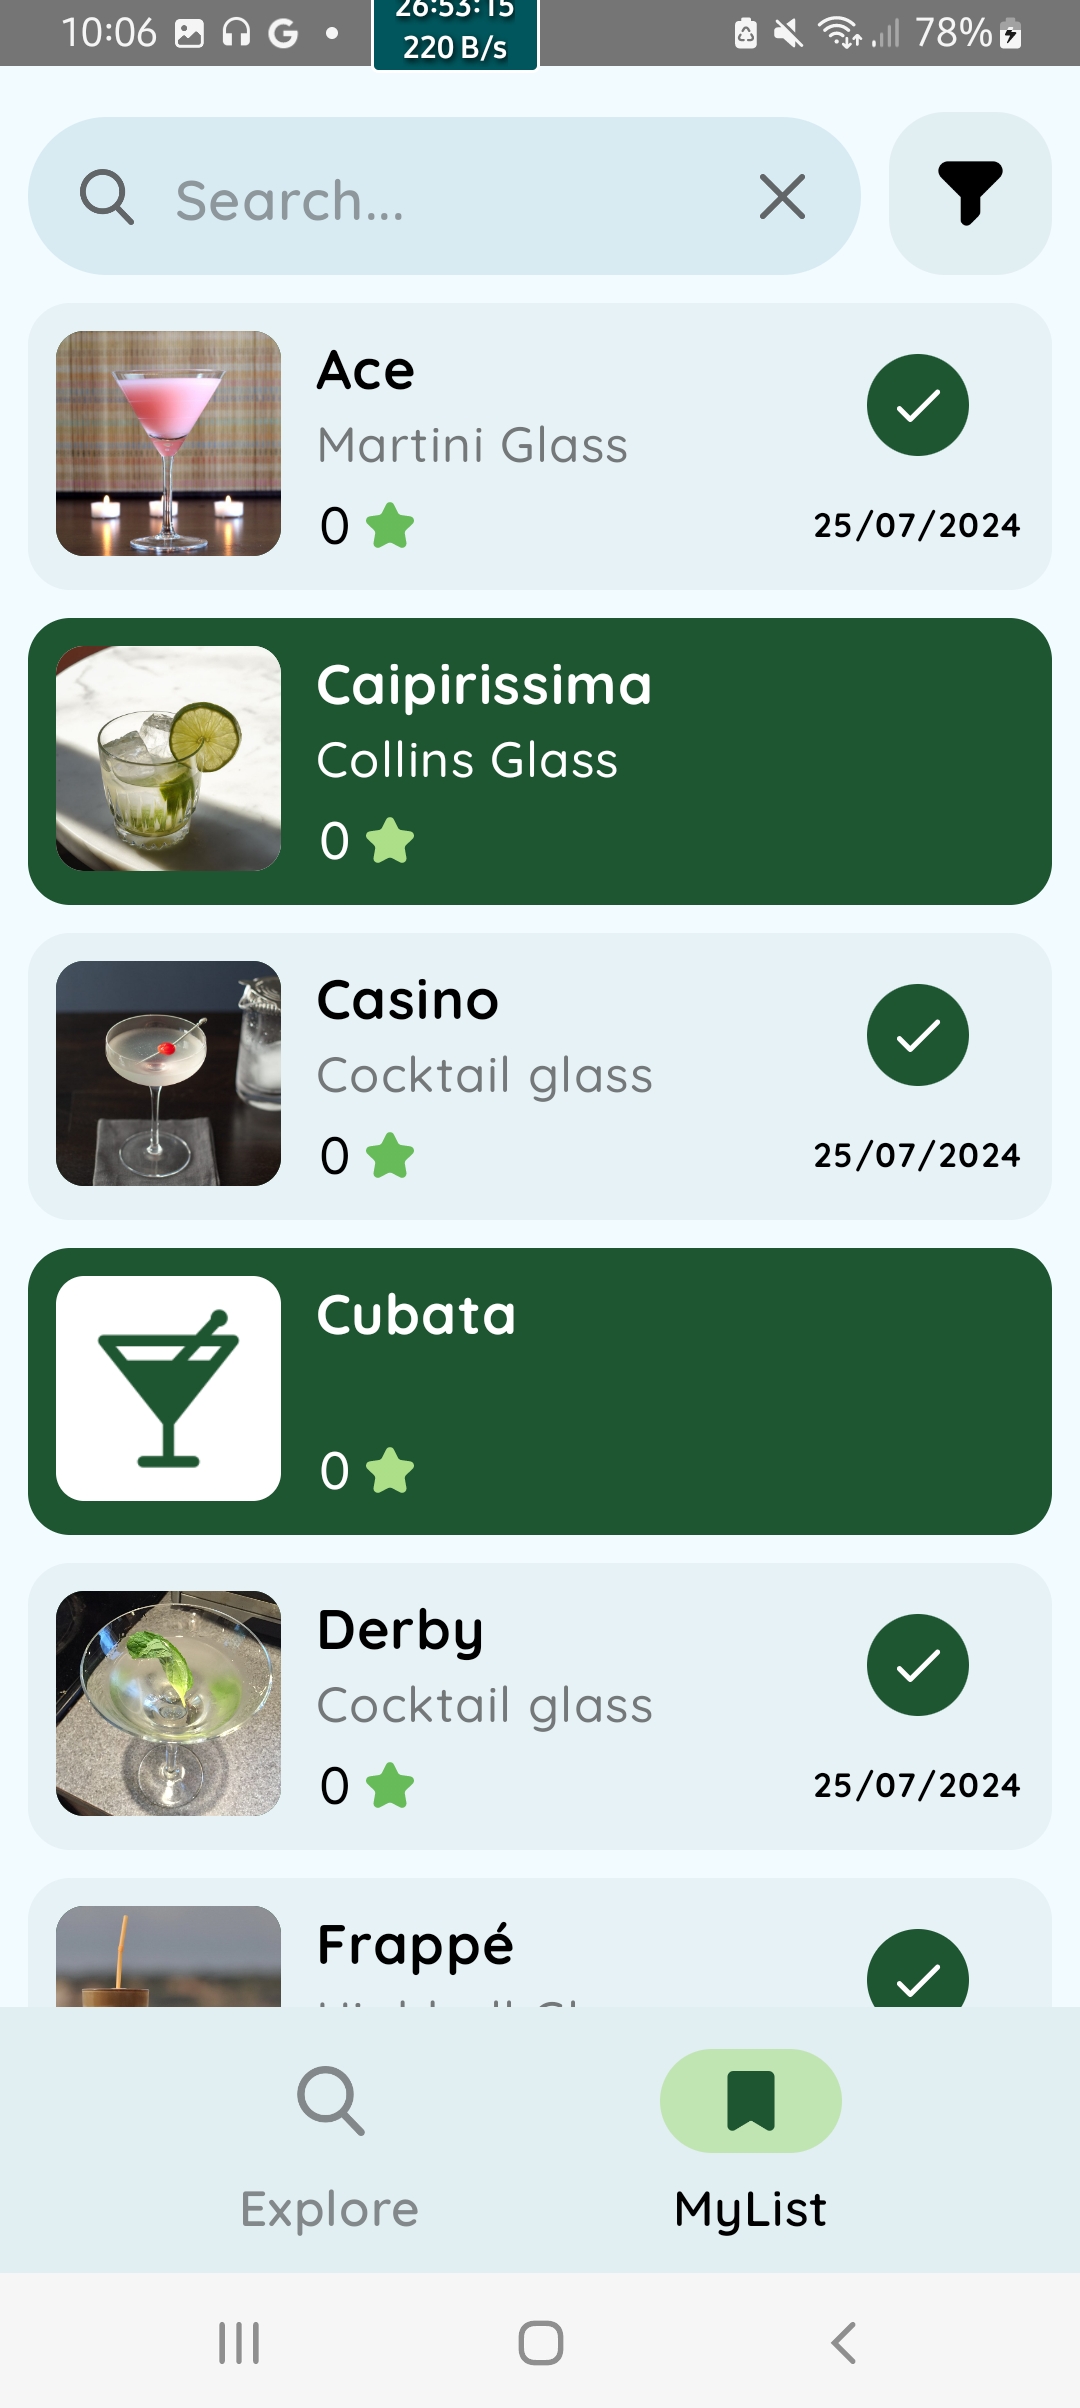 10:06
26:53:15
220 B/s
78%
Search...
Ace
Martini Glass
0
25/07/2024
Caipirissima
Collins Glass
0
Casino
Cocktail glass
0
25/07/2024
Cubata
0
Derby
Cocktail glass
0
25/07/2024
Frappé
Explore
MyList